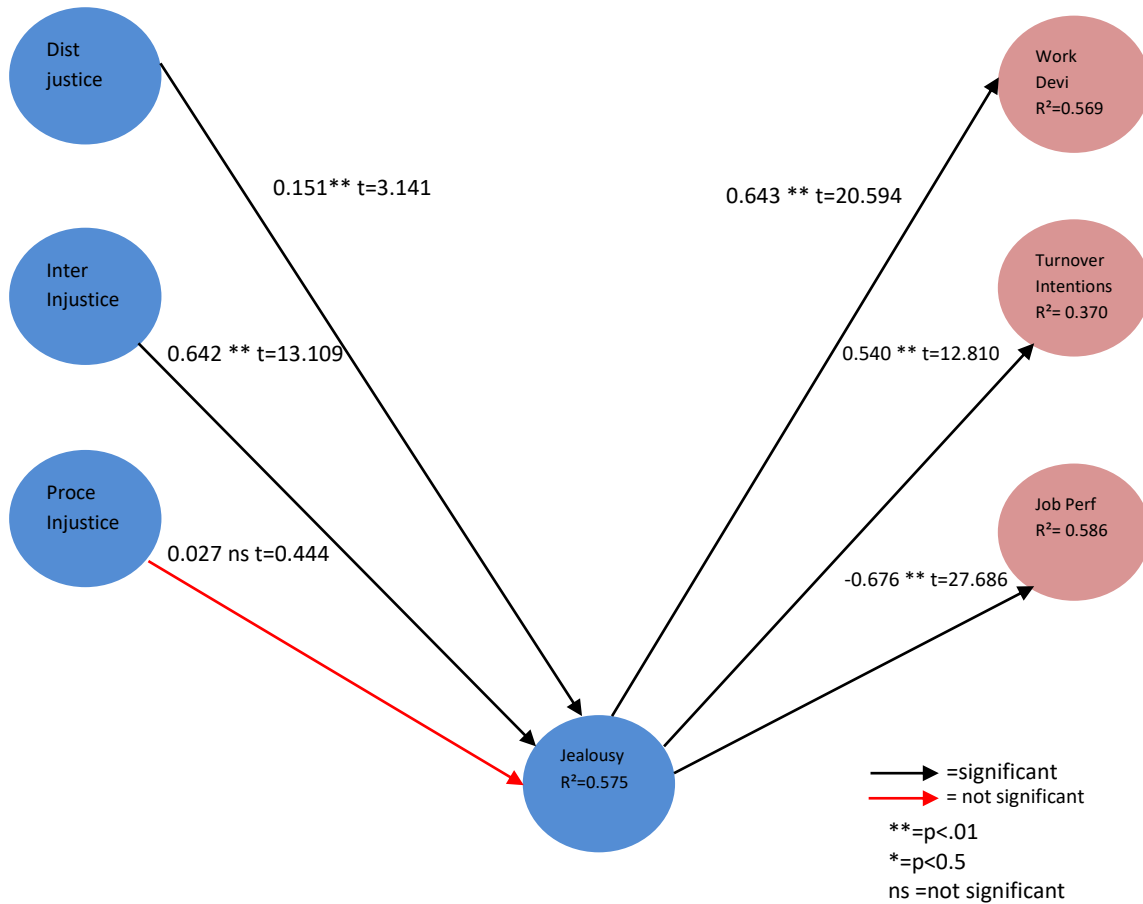 Dist
justice
0.151** t=3.141
Inter
Injustice
0.642 ** t=13.109
Proce
Injustice
0.027 ns t=0.444
Jealousy
R²=0.575
Work
Devi
R²=0.569
0.643 ** t=20.594
Turnover
Intentions
R²= 0.370
0.540 ** t=12.810
Job Perf
R²= 0.586
-0.676 ** t=27.686
=significant
= not significant
**=p<.01
*=p<0.5
ns =not significant